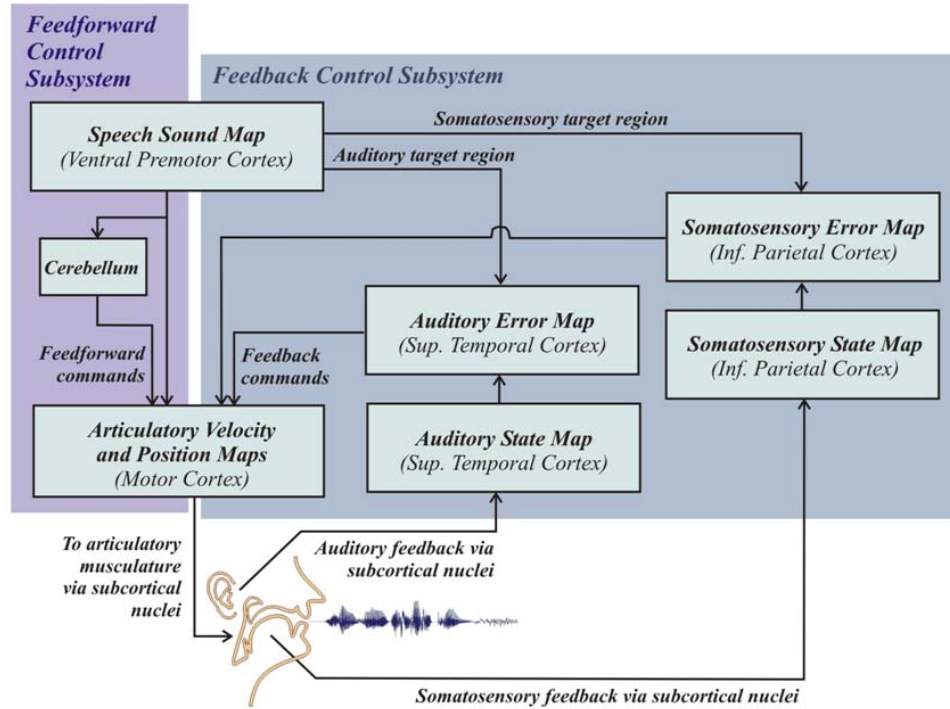 Feedforward
Control
Subsystem
Feedback Control Subsystem
Speech Sound Map
(Ventral Premotor Cortex)
Somatosensory target region
Auditory target region
Cerebellum
Somatosensory Error Map
(Inf. Parietal Cortex)
Auditory Error Map
(Sup. Temporal Cortex)
Somatosensory State Map
(Inf. Parietal Cortex)
Feedforward
commands
Feedback
commands
Articulatory Velocity
and Position Maps
(Motor Cortex)
Auditory State Map
(Sup. Temporal Cortex)
To articulatory
musculature
via subcortical
nuclei
Auditory feedback via
subcortical nuclei
Somatosensory feedback via subcortical nuclei